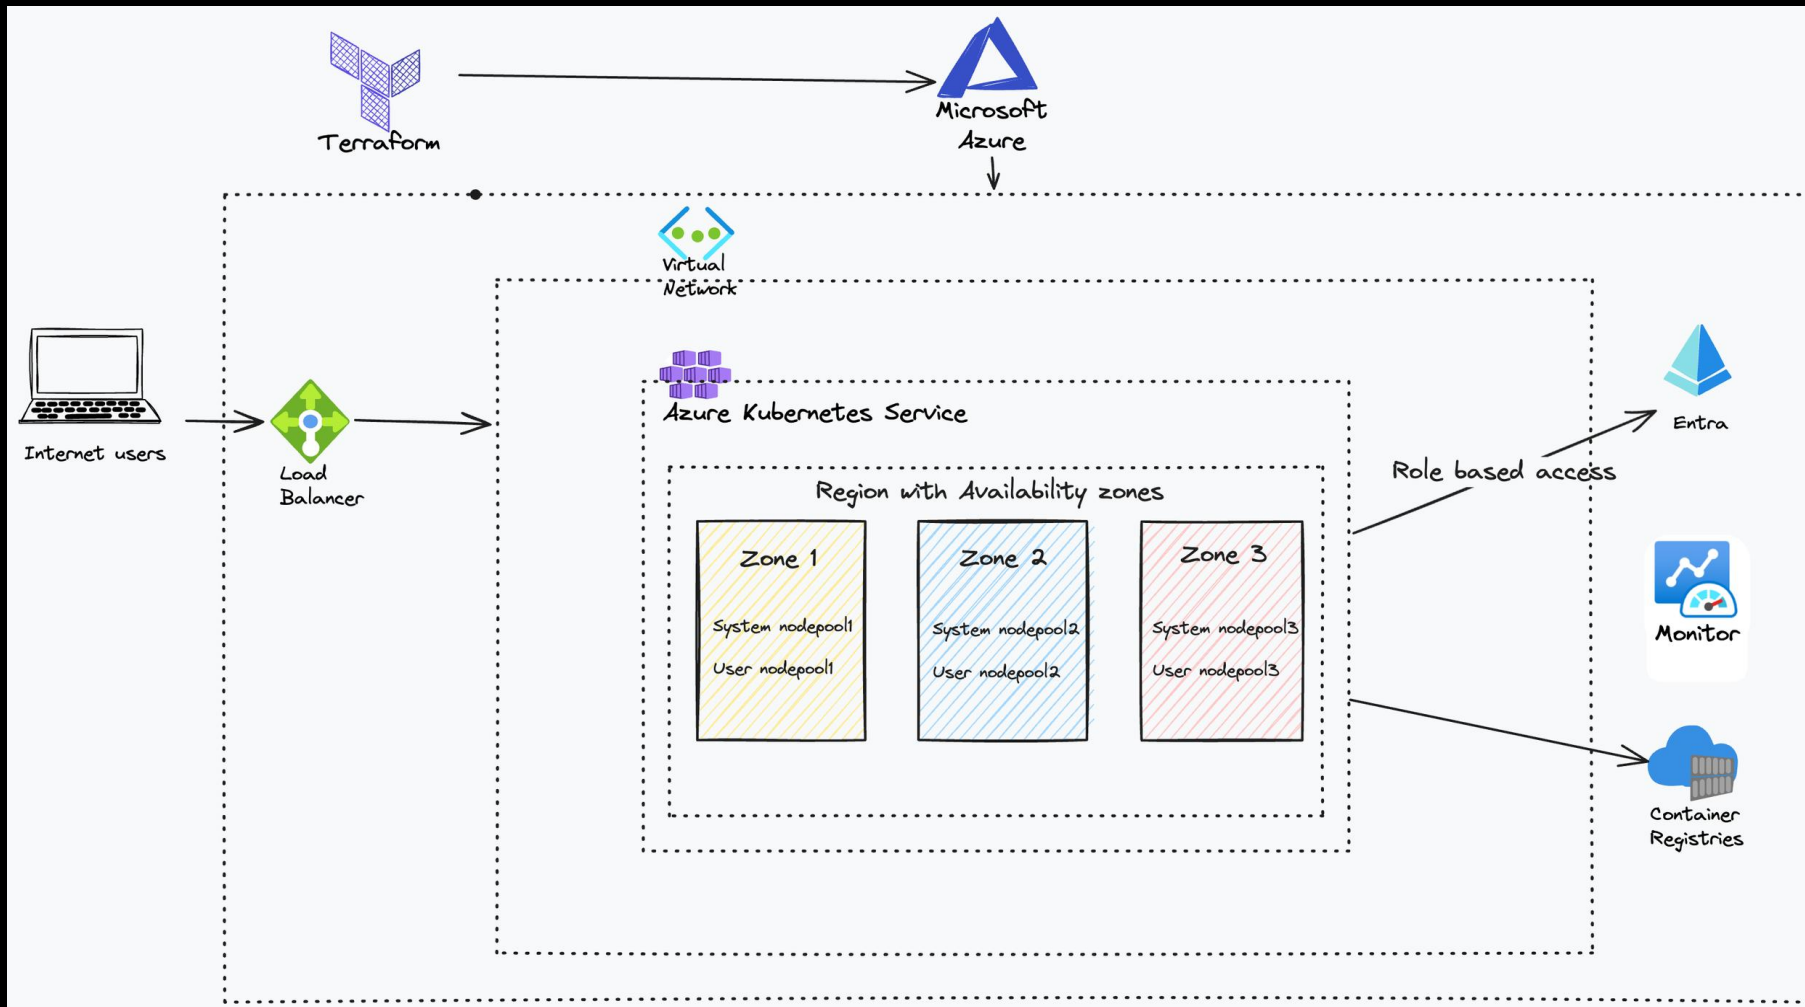 Terraform
Microsoft
Azure
Virtual
Network
Internet users
Load
Balancer
Azure Kubernetes Service
Region with Availability zones
Zone 1
System nodepool1
User nodepool1
Zone 2
System nodepool2
User nodepool2
Zone 3
System nodepool3
User nodepool3
Role based access
Entra
Monitor
Container
Registries